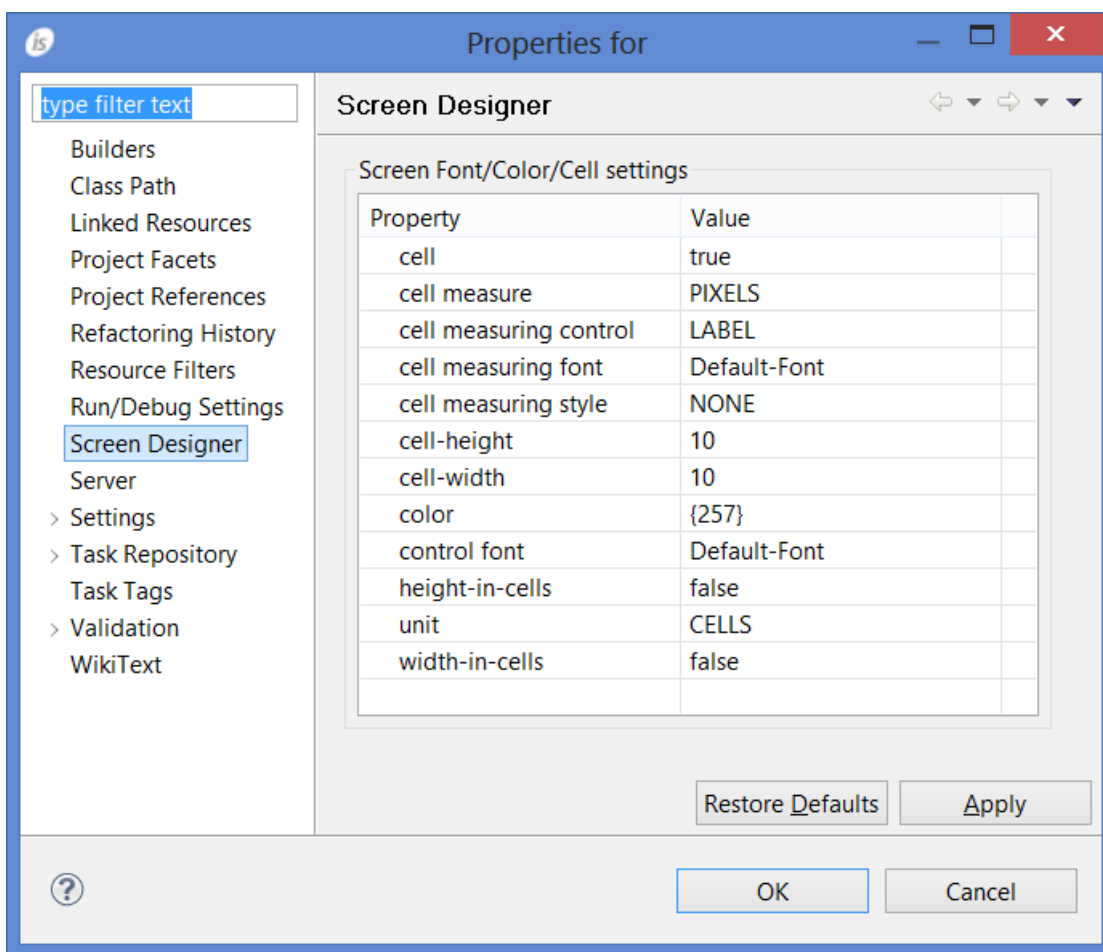 is
Properties for
type filter text
Builders
Class Path
Linked Resources
Project Facets
Project References
Refactoring History
Resource Filters
Run/Debug Settings
Screen Designer
Server
Settings
Task Repository
Task Tags
Validation
WikiText
Screen Designer
Screen Font/Color/Cell settings
Property Value
cell true
cell measure PIXELS
cell measuring control LABEL
cell measuring font Default-Font
cell measuring style NONE
cell-height 10
cell-width 10
color {257}
control font Default-Font
height-in-cells false
unit CELLS
width-in-cells false
Restore Defaults Apply
? OK Cancel